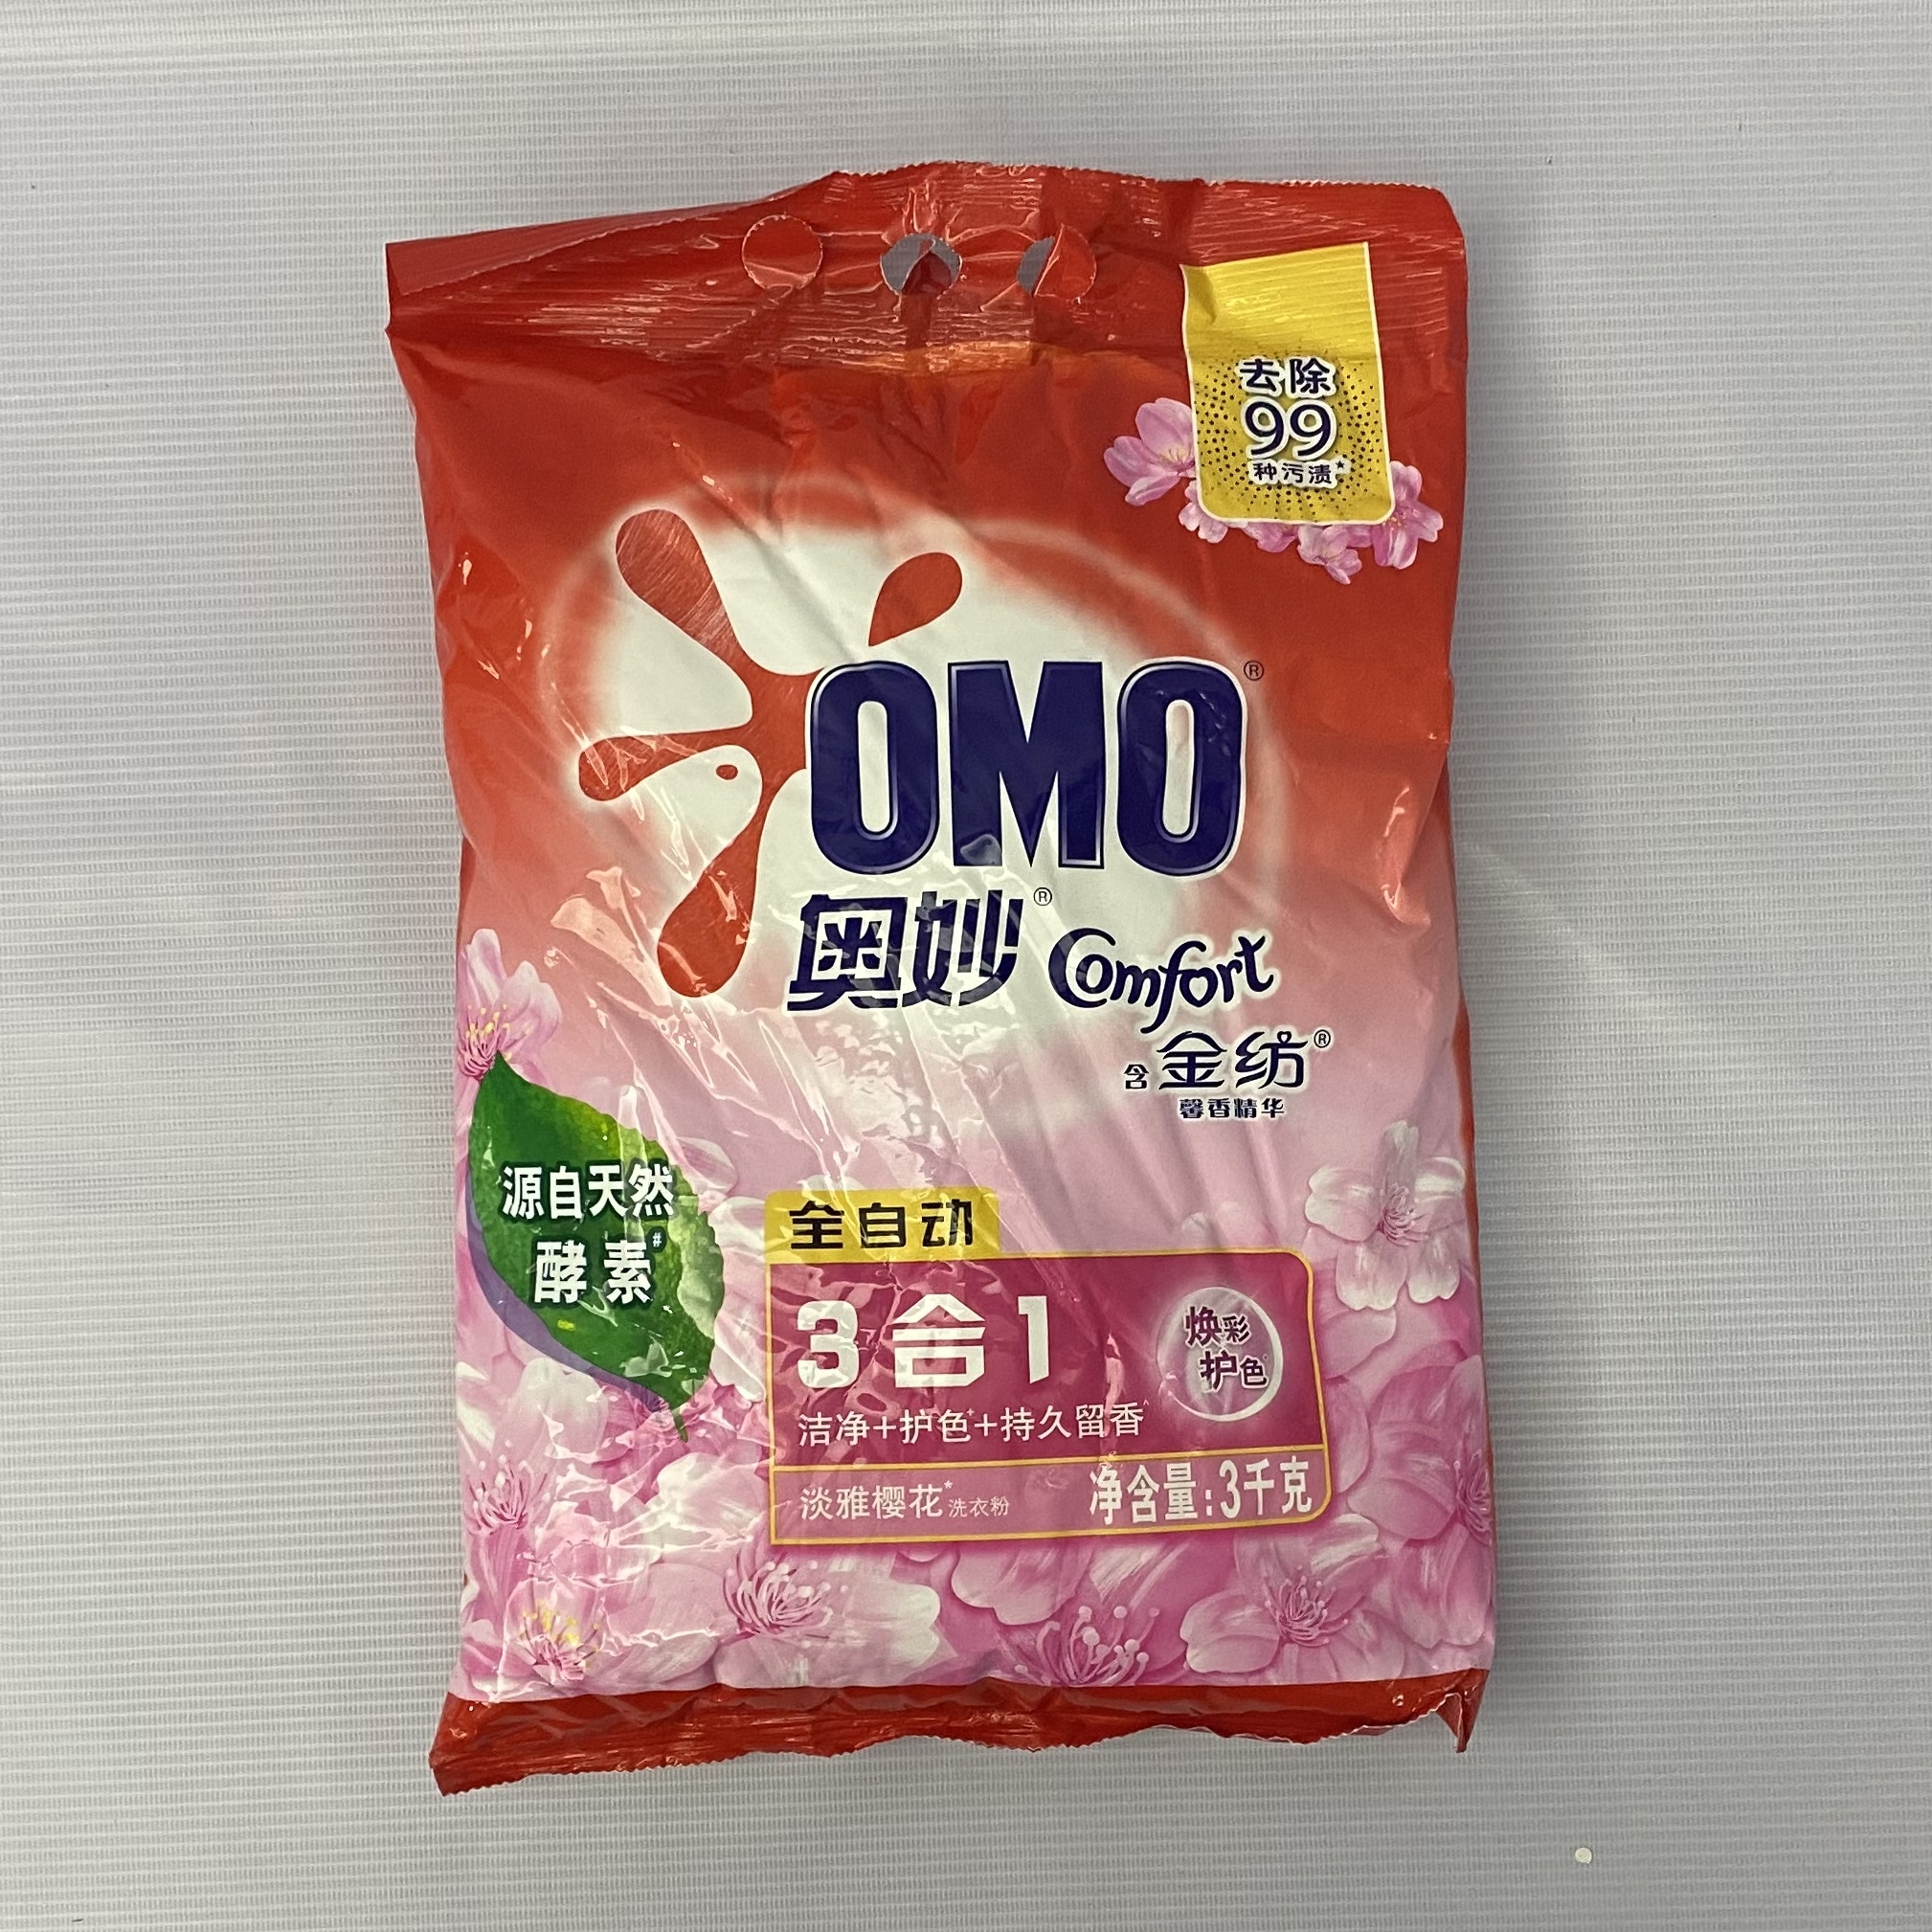 去除
99
种污渍*
OMO®
奥妙®
Comfort
含金纺®
馨香精华
源自天然
酵素#
全自动
3合1
焕彩
护色
洁净+护色+持久留香^
淡雅樱花*洗衣粉
净含量:3千克